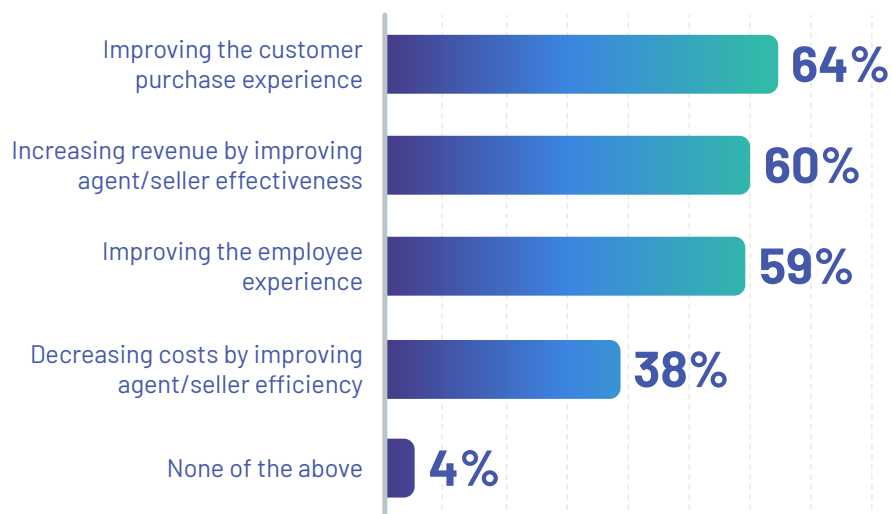 Improving the customer
purchase experience
64%
Increasing revenue by improving
agent/seller effectiveness
60%
Improving the employee
experience
59%
Decreasing costs by improving
agent/seller efficiency
38%
None of the above
4%